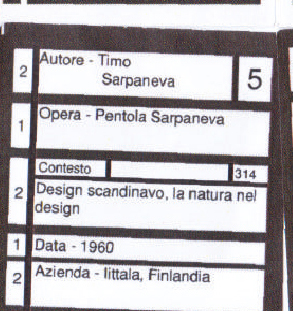 2 Autore - Timo
Sarpaneva 5
1 Opera - Pentola Sarpaneva
Contesto 314
2 Design scandinavo, la natura nel
design
1 Data - 1960
2 Azienda - Iittala, Finlandia